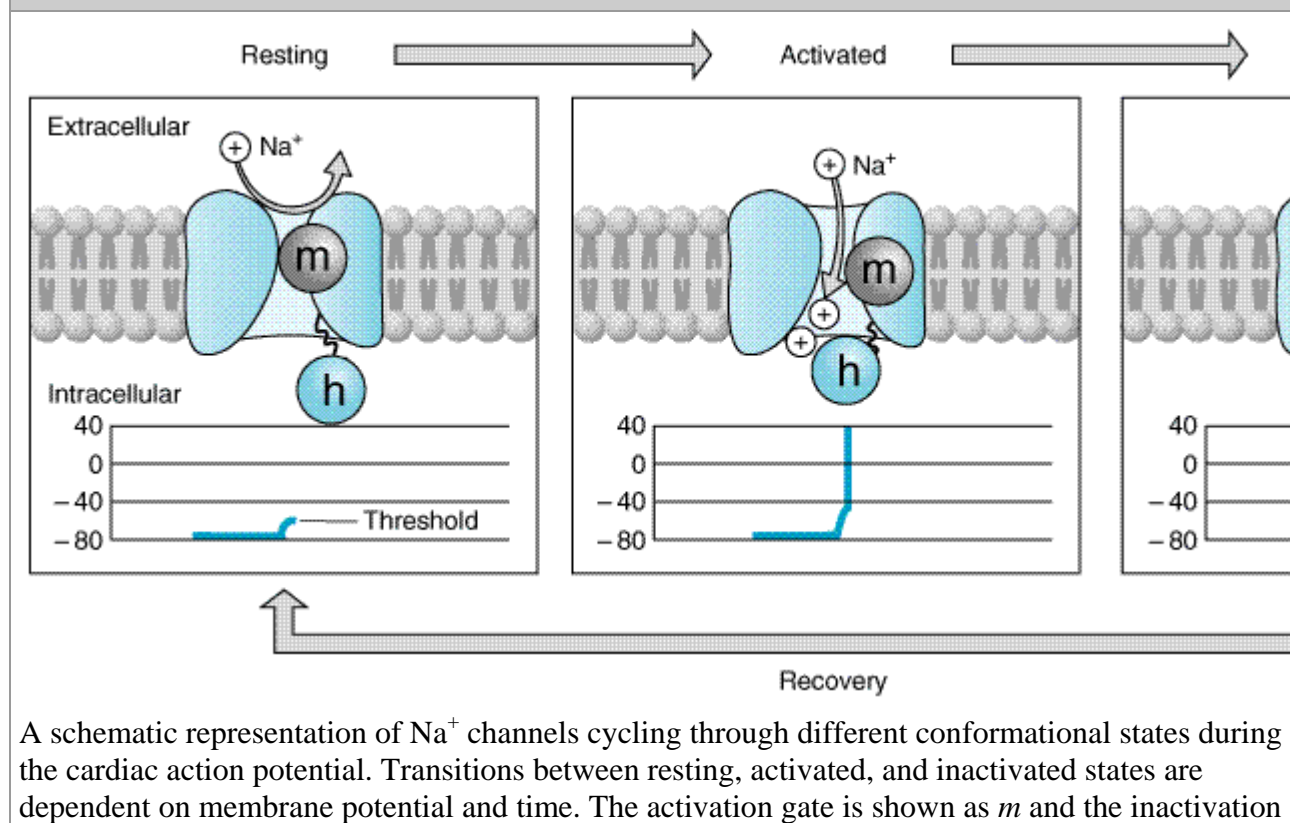 Resting Activated
Extracellular
+ Na⁺
+ Na⁺
m
m
+
+
h
h
Intracellular
40
0
– 40
– 80
Threshold
40
0
– 40
– 80
40
0
– 40
– 80
Recovery
A schematic representation of Na⁺ channels cycling through different conformational states during
the cardiac action potential. Transitions between resting, activated, and inactivated states are
dependent on membrane potential and time. The activation gate is shown as m and the inactivation